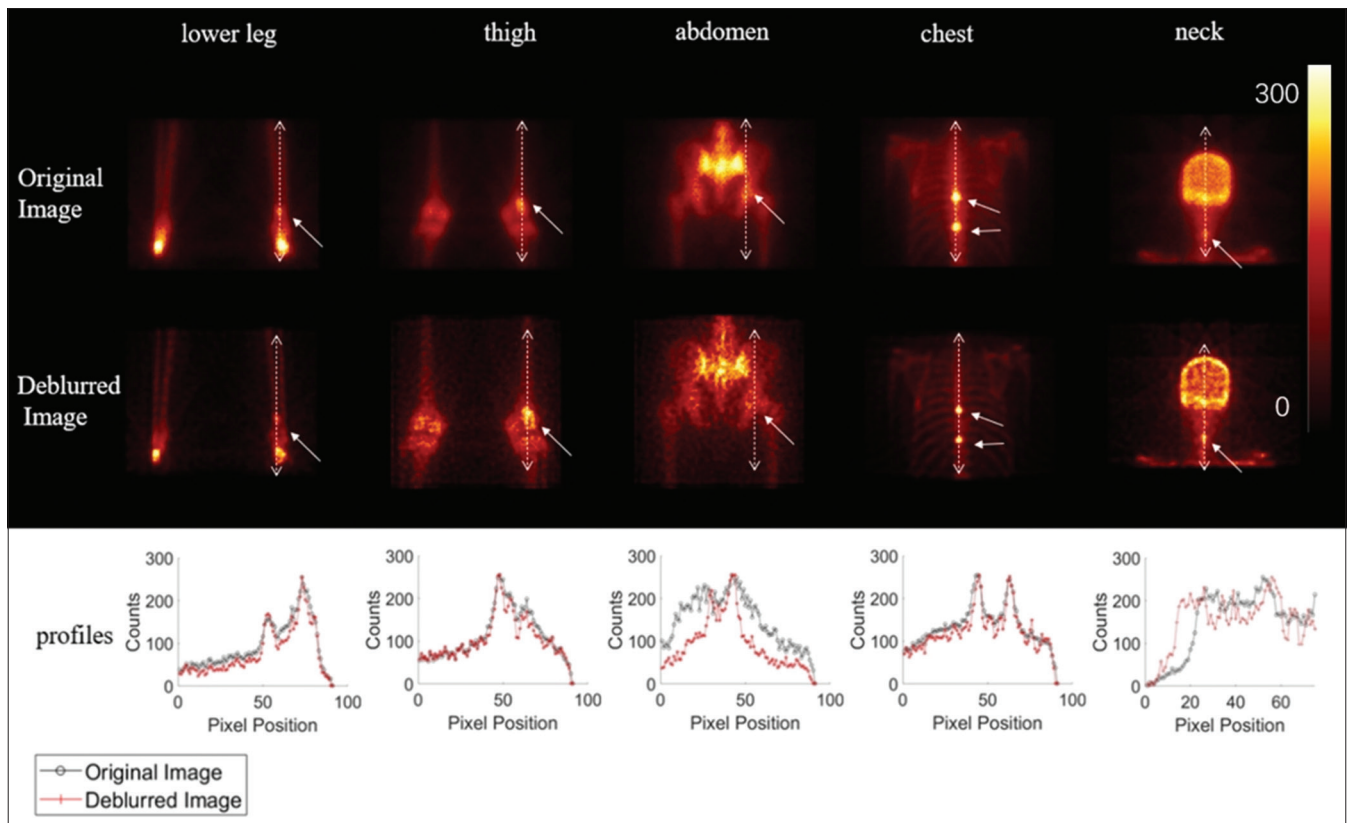 lower leg thigh abdomen chest neck
300
Original
Image
Deblurred
Image
0
profiles
300 300 300 300 300
200 200 200 200 200
100 100 100 100 100
0 0 0 0 0
Counts Counts Counts Counts Counts
0 50 100 0 50 100 0 50 100 0 50 100 0 20 40 60
Pixel Position Pixel Position Pixel Position Pixel Position Pixel Position
Original Image
Deblurred Image